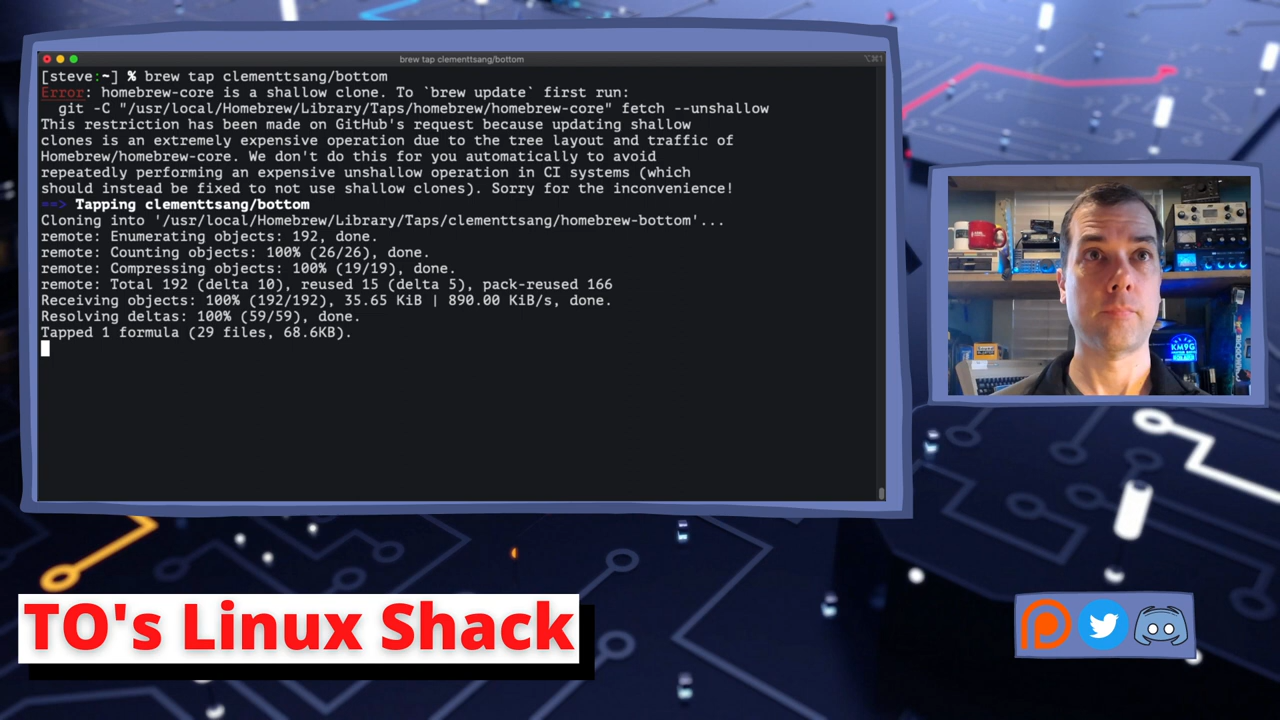 brew tap clementtsang/bottom
⌥⌘1
[steve:~] % brew tap clementtsang/bottom
Error: homebrew-core is a shallow clone. To `brew update` first run:
  git -C "/usr/local/Homebrew/Library/Taps/homebrew/homebrew-core" fetch --unshallow
This restriction has been made on GitHub's request because updating shallow
clones is an extremely expensive operation due to the tree layout and traffic of
Homebrew/homebrew-core. We don't do this for you automatically to avoid
repeatedly performing an expensive unshallow operation in CI systems (which
should instead be fixed to not use shallow clones). Sorry for the inconvenience!
==> Tapping clementtsang/bottom
Cloning into '/usr/local/Homebrew/Library/Taps/clementtsang/homebrew-bottom'...
remote: Enumerating objects: 192, done.
remote: Counting objects: 100% (26/26), done.
remote: Compressing objects: 100% (19/19), done.
remote: Total 192 (delta 10), reused 15 (delta 5), pack-reused 166
Receiving objects: 100% (192/192), 35.65 KiB | 890.00 KiB/s, done.
Resolving deltas: 100% (59/59), done.
Tapped 1 formula (29 files, 68.6KB).
KM9G
TO's Linux Shack